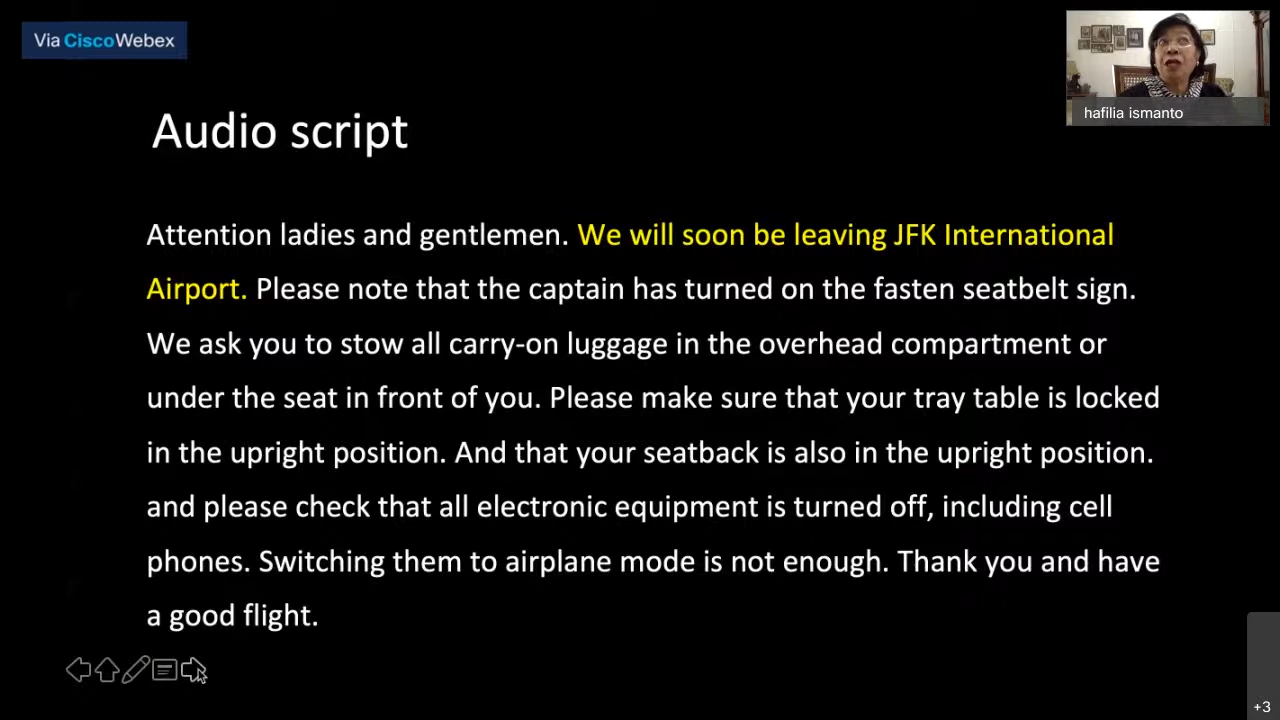 Via CiscoWebex
hafilia ismanto
Audio script
Attention ladies and gentlemen. We will soon be leaving JFK International
Airport. Please note that the captain has turned on the fasten seatbelt sign.
We ask you to stow all carry-on luggage in the overhead compartment or
under the seat in front of you. Please make sure that your tray table is locked
in the upright position. And that your seatback is also in the upright position.
and please check that all electronic equipment is turned off, including cell
phones. Switching them to airplane mode is not enough. Thank you and have
a good flight.
+3